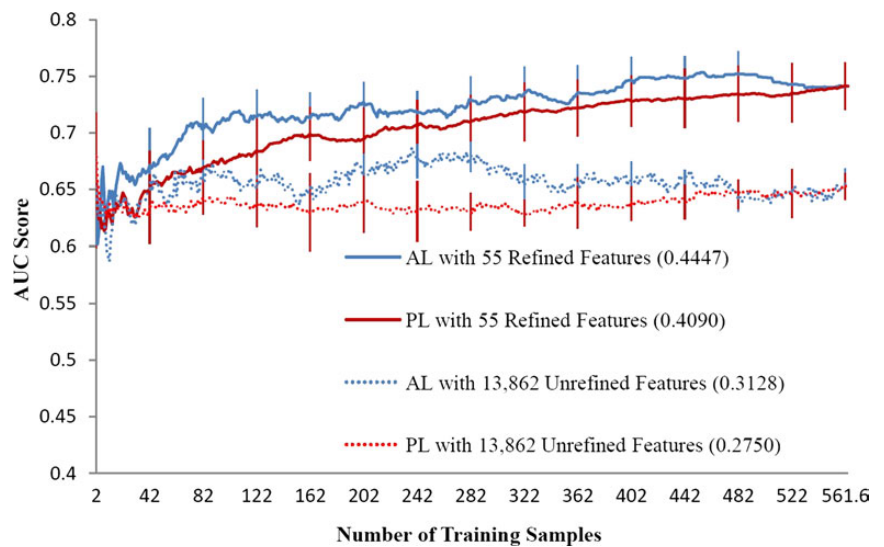 0.8
0.75
0.7
0.65
0.6
0.55
0.5
0.45
0.4
AUC Score
AL with 55 Refined Features (0.4447)
PL with 55 Refined Features (0.4090)
AL with 13,862 Unrefined Features (0.3128)
PL with 13,862 Unrefined Features (0.2750)
2 42 82 122 162 202 242 282 322 362 402 442 482 522 561.6
Number of Training Samples